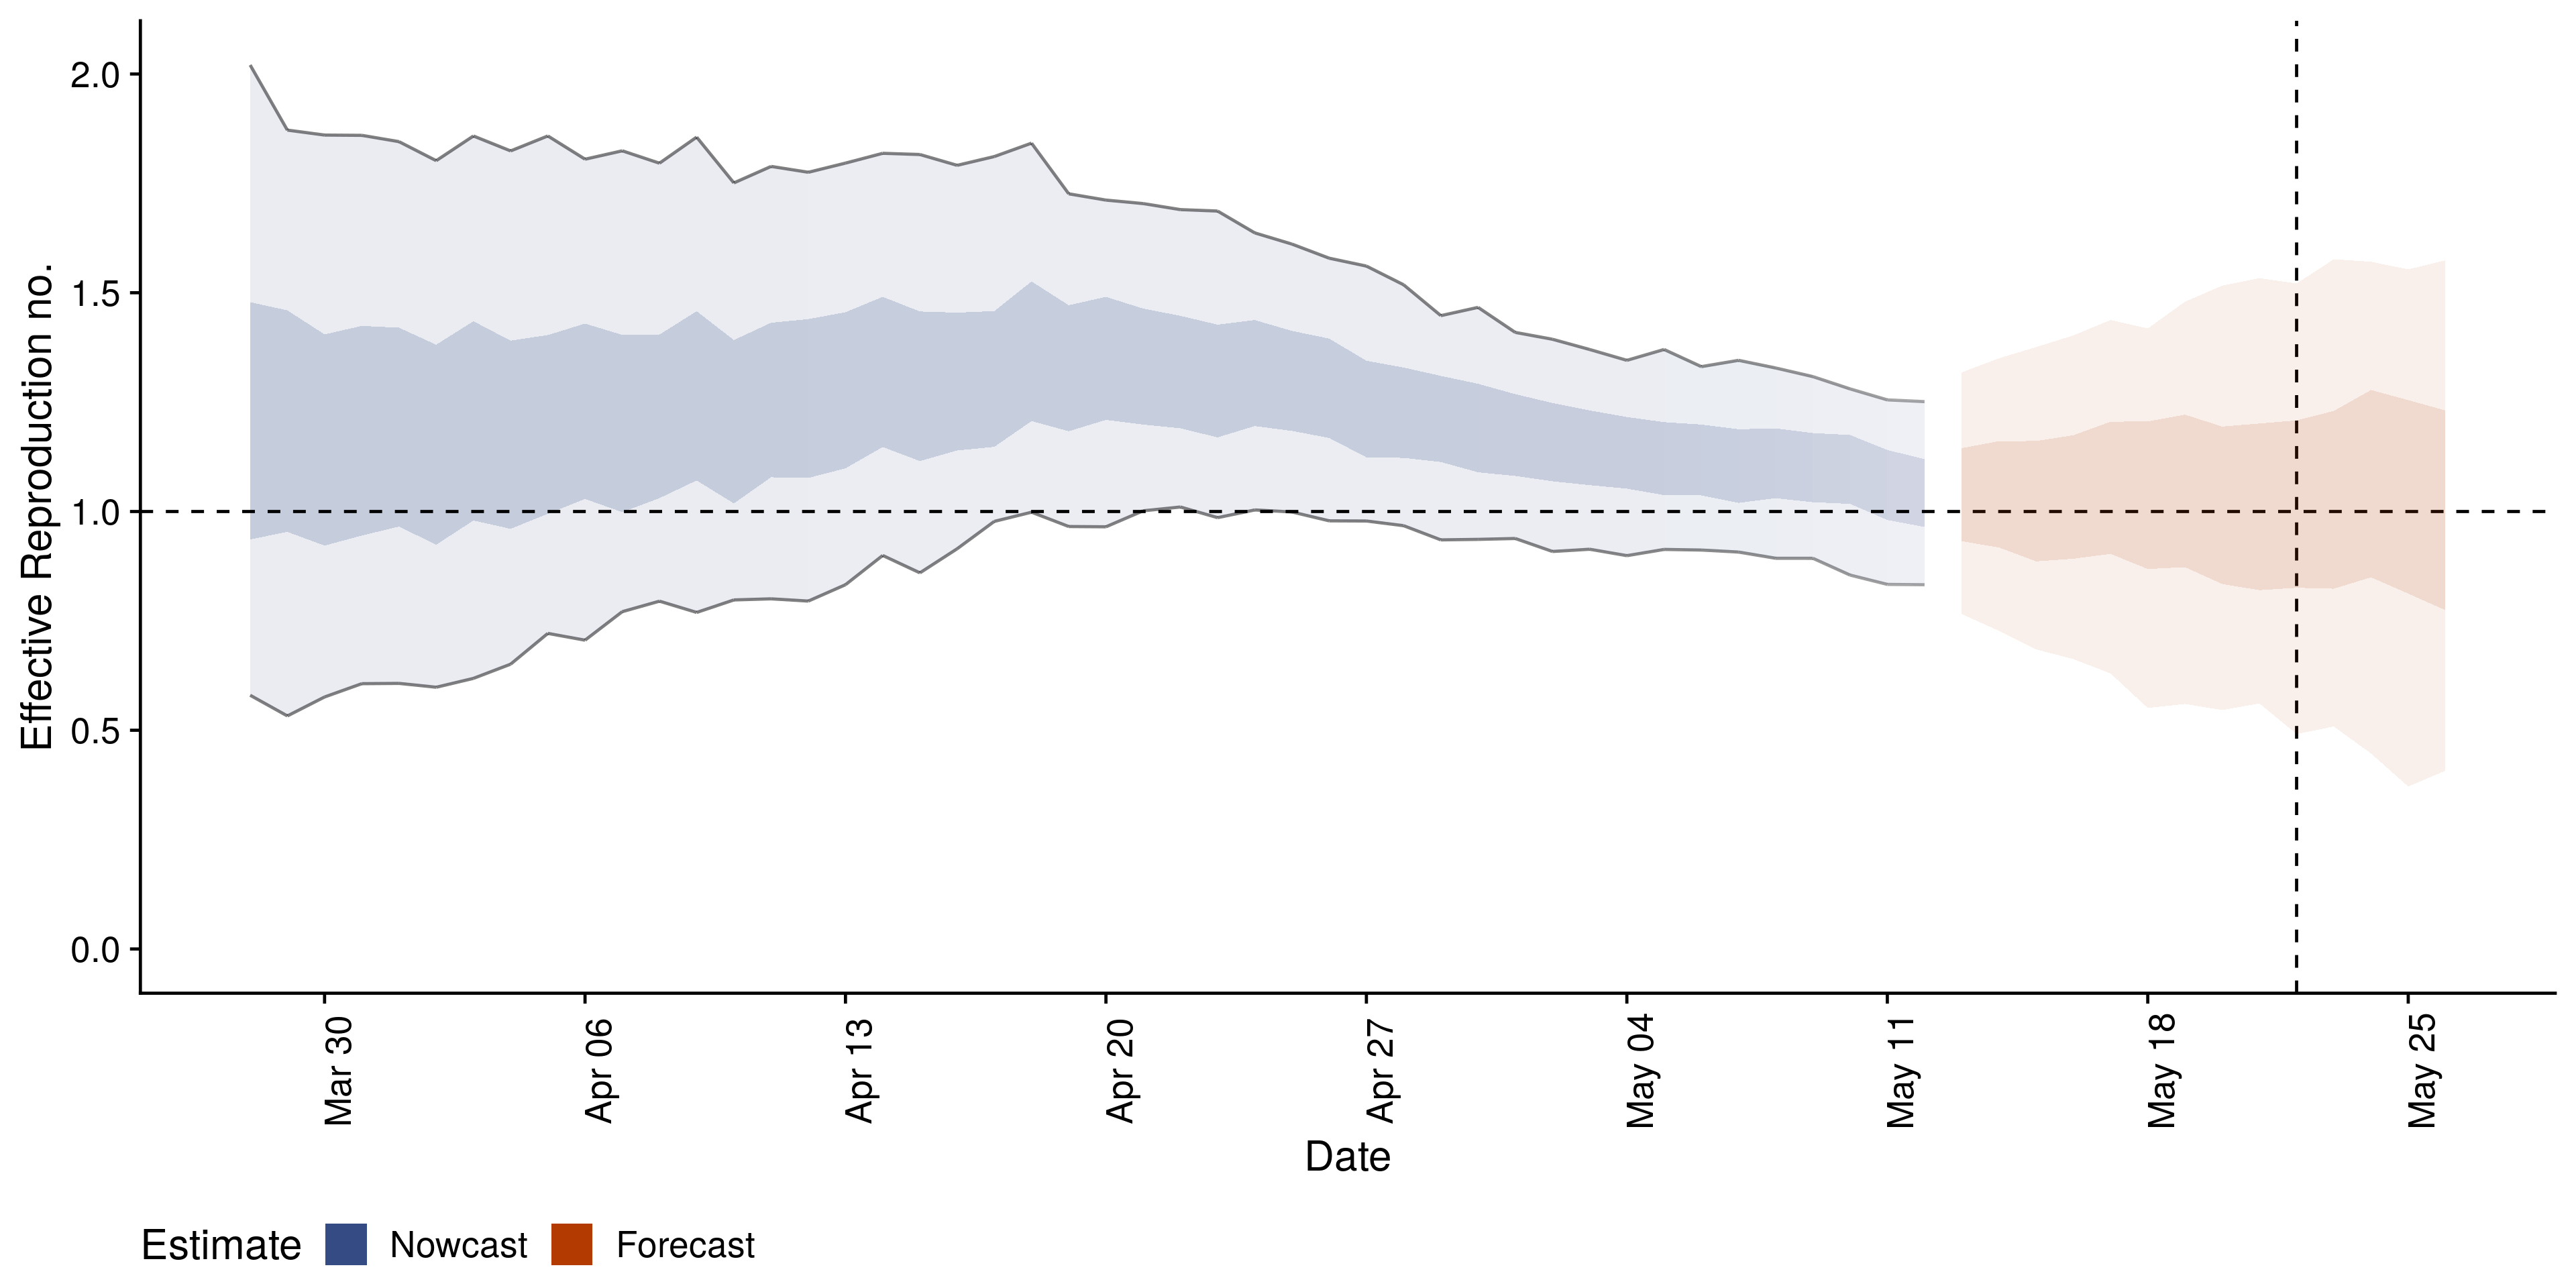 Effective Reproduction no.
2.0
1.5
1.0
0.5
0.0
Mar 30
Apr 06
Apr 13
Apr 20
Apr 27
May 04
May 11
May 18
May 25
Date
Estimate Nowcast Forecast